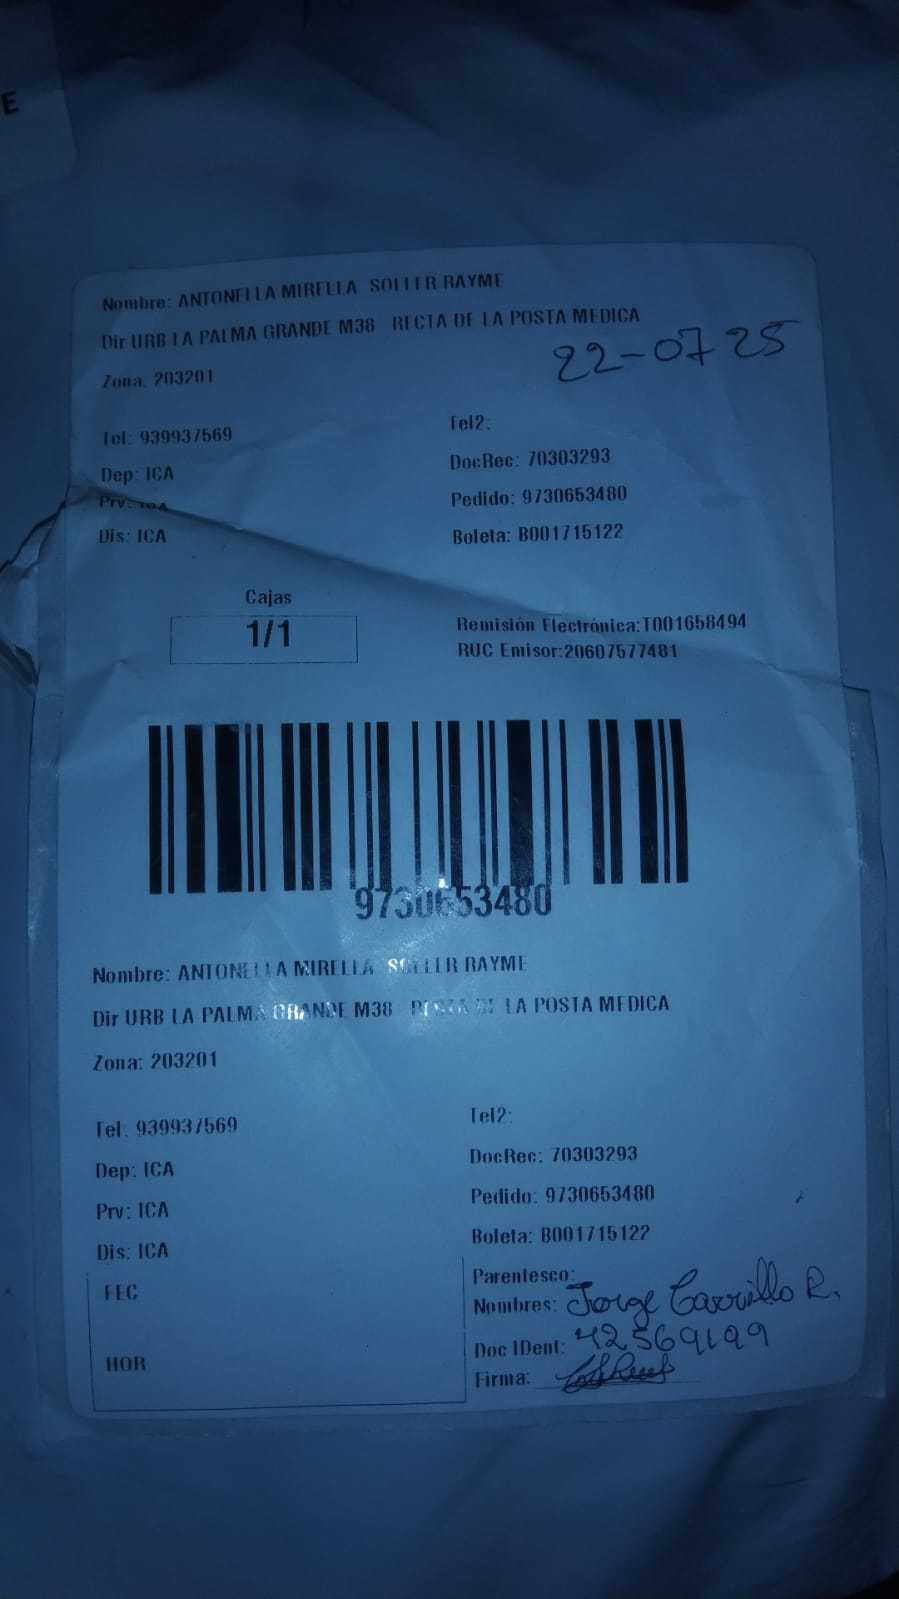 E
Nombre: ANTONELLA MIRELLA SOLLER RAYME
Dir URB LA PALMA GRANDE M38 RECTA DE LA POSTA MEDICA
22-07 25
Zona: 203201
Tel: 939937569 Tel2:
Dep: ICA DocRec: 70303293
Prv: ICA Pedido: 9730653480
Dis: ICA Boleta: B001715122
Cajas
1/1
Remisión Electrónica:T001658494
RUC Emisor:20607577481
9730653480
Nombre: ANTONELLA MIRELLA SOLLER RAYME
Dir URB LA PALMA GRANDE M38 RECTA DE LA POSTA MEDICA
Zona: 203201
Tel: 939937569 Tel2:
Dep: ICA DocRec: 70303293
Prv: ICA Pedido: 9730653480
Dis: ICA Boleta: B001715122
FEC Parentesco:
Nombres: Jorge Carrillo R.
HOR Doc IDent: 42569199
Firma: